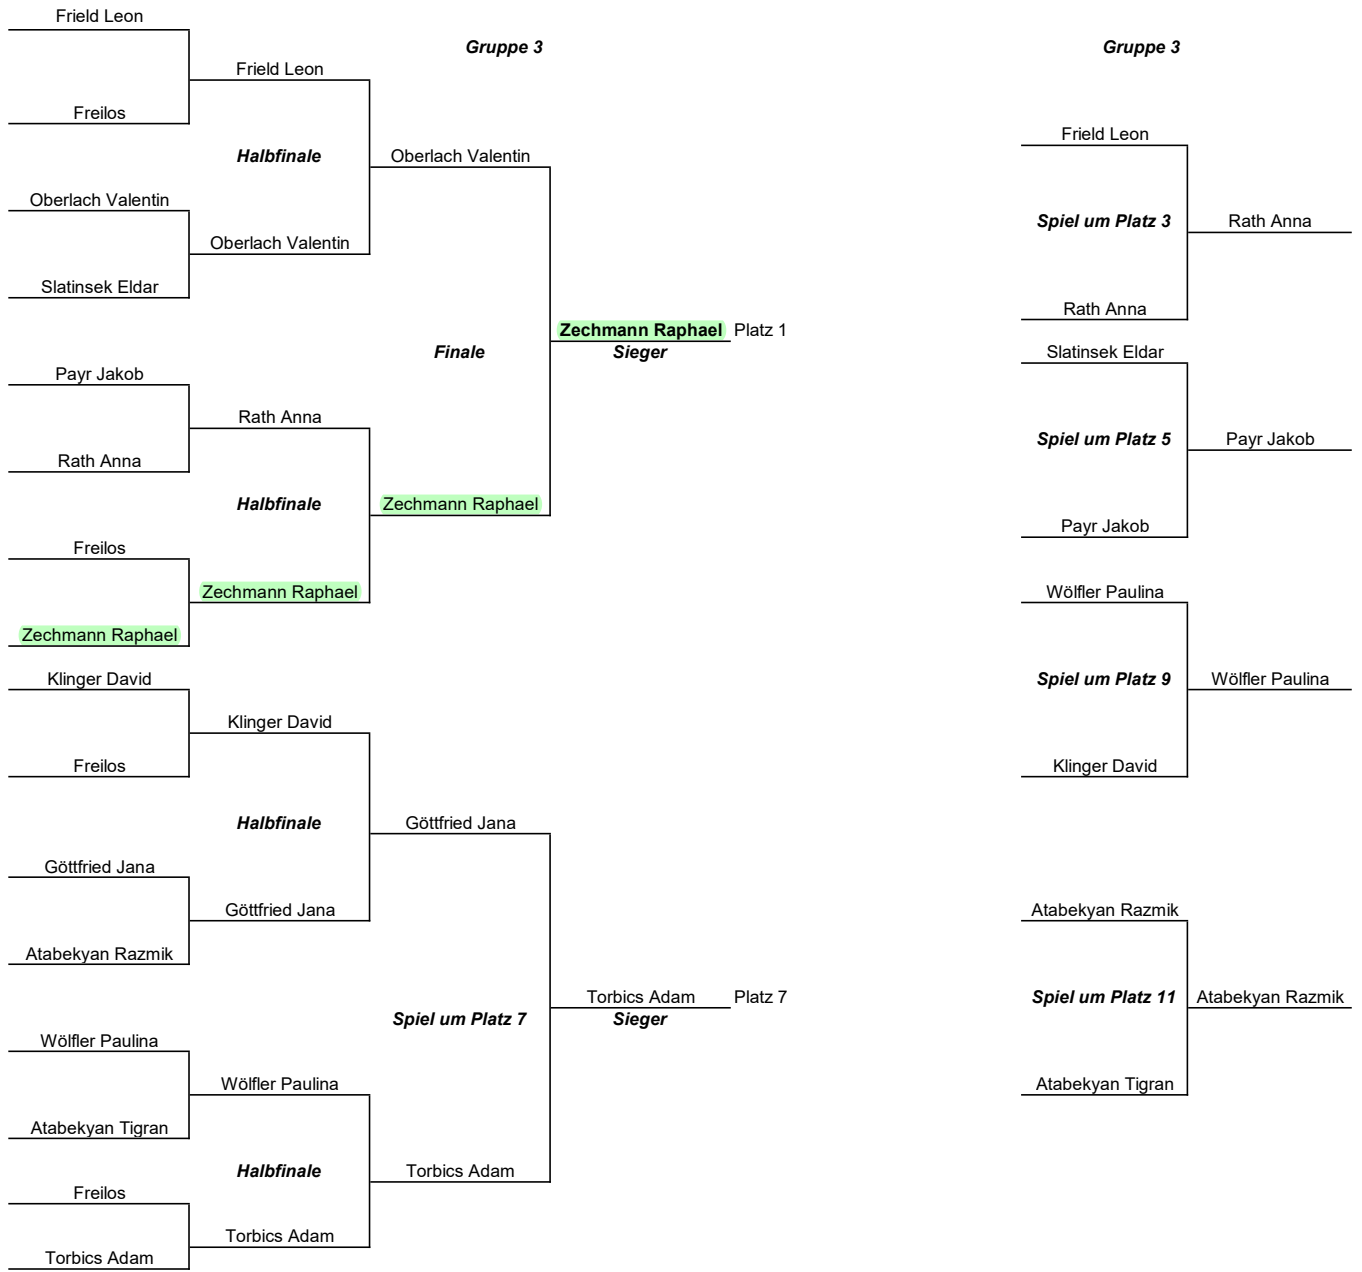 Frield Leon
Gruppe 3
Gruppe 3
Frield Leon
Freilos
Frield Leon
Halbfinale
Oberlach Valentin
Oberlach Valentin
Spiel um Platz 3
Rath Anna
Oberlach Valentin
Slatinsek Eldar
Rath Anna
Zechmann Raphael Platz 1
Finale
Sieger
Slatinsek Eldar
Payr Jakob
Rath Anna
Spiel um Platz 5
Payr Jakob
Rath Anna
Halbfinale
Zechmann Raphael
Payr Jakob
Freilos
Zechmann Raphael
Wölfler Paulina
Zechmann Raphael
Klinger David
Spiel um Platz 9
Wölfler Paulina
Klinger David
Freilos
Klinger David
Halbfinale
Göttfried Jana
Göttfried Jana
Göttfried Jana
Atabekyan Razmik
Atabekyan Razmik
Torbics Adam Platz 7
Spiel um Platz 11
Atabekyan Razmik
Spiel um Platz 7
Sieger
Wölfler Paulina
Wölfler Paulina
Atabekyan Tigran
Atabekyan Tigran
Halbfinale
Torbics Adam
Freilos
Torbics Adam
Torbics Adam